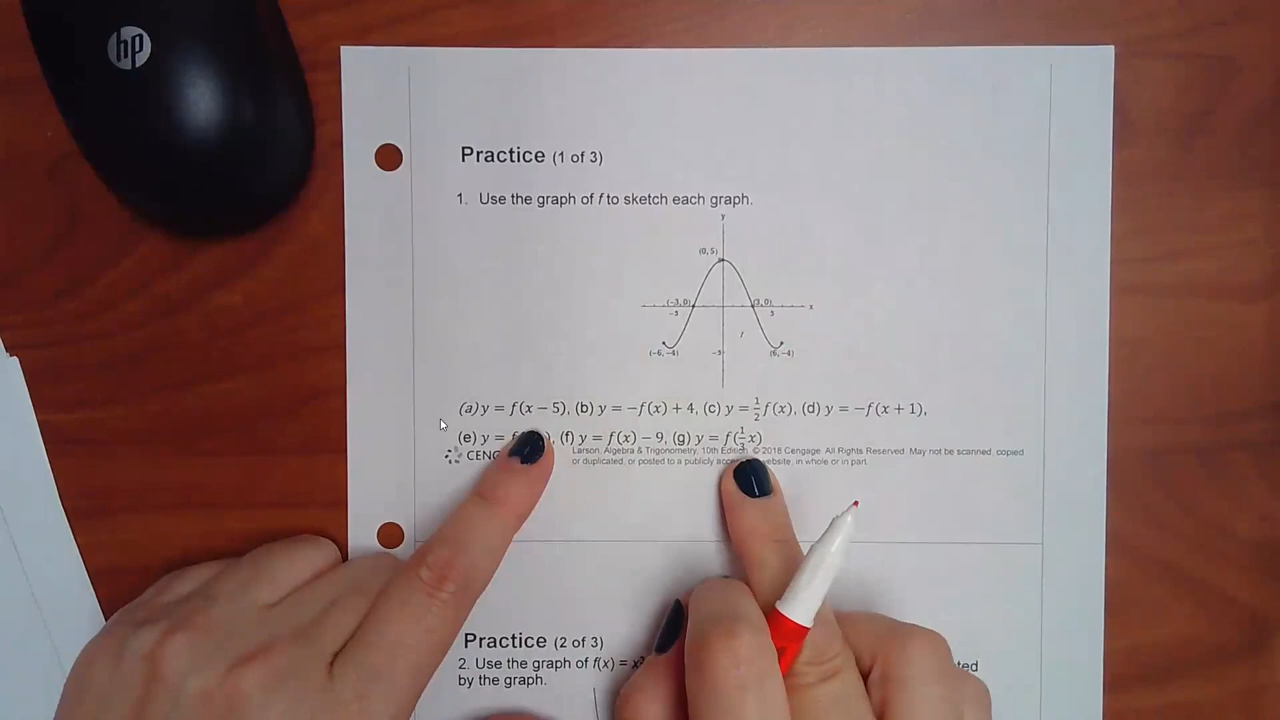 hp
Practice (1 of 3)
1. Use the graph of f to sketch each graph.
y
(0, 5)
(−3, 0) (3, 0) x
−5 5
f
(−6, −4) −5 (6, −4)
(a) y = f(x − 5), (b) y = −f(x) + 4, (c) y = 1/2 f(x), (d) y = −f(x + 1),
(e) y = , (f) y = f(x) − 9, (g) y = f(1/3 x)
Larson, Algebra & Trigonometry, 10th Edition © 2018 Cengage. All Rights Reserved. May not be scanned, copied
or duplicated, or posted to a publicly website, in whole or in part.
Practice (2 of 3)
2. Use the graph of f(x) =
by the graph.